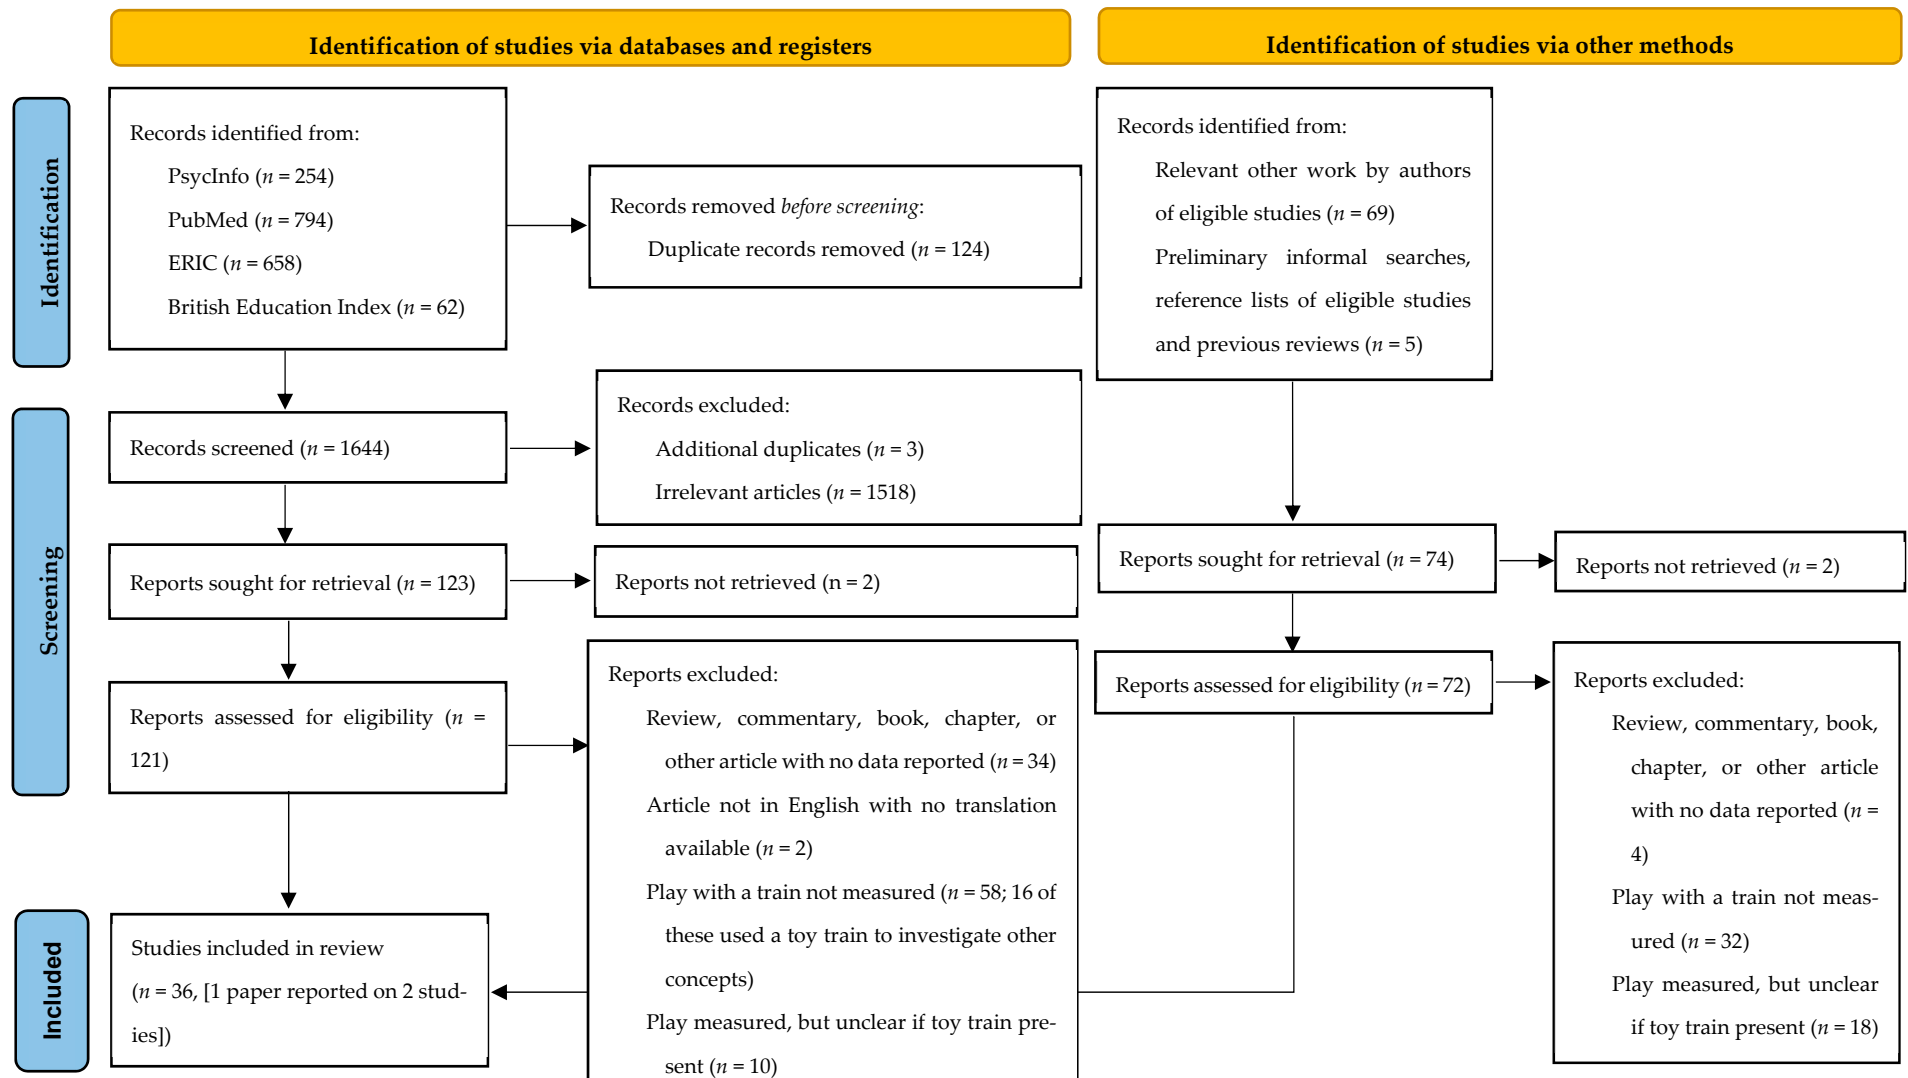 Identification of studies via databases and registers
Identification of studies via other methods
Identification
Records identified from:
PsycInfo (n = 254)
PubMed (n = 794)
ERIC (n = 658)
British Education Index (n = 62)
Records removed before screening:
Duplicate records removed (n = 124)
Records identified from:
Relevant other work by authors
of eligible studies (n = 69)
Preliminary informal searches,
reference lists of eligible studies
and previous reviews (n = 5)
Screening
Records screened (n = 1644)
Records excluded:
Additional duplicates (n = 3)
Irrelevant articles (n = 1518)
Reports sought for retrieval (n = 123)
Reports not retrieved (n = 2)
Reports sought for retrieval (n = 74)
Reports not retrieved (n = 2)
Reports assessed for eligibility (n =
121)
Reports excluded:
Review, commentary, book, chapter, or
other article with no data reported (n = 34)
Article not in English with no translation
available (n = 2)
Play with a train not measured (n = 58; 16 of
these used a toy train to investigate other
concepts)
Play measured, but unclear if toy train pre-
sent (n = 10)
Reports assessed for eligibility (n = 72)
Reports excluded:
Review, commentary, book,
chapter, or other article
with no data reported (n =
4)
Play with a train not meas-
ured (n = 32)
Play measured, but unclear
if toy train present (n = 18)
Included
Studies included in review
(n = 36, [1 paper reported on 2 stud-
ies])